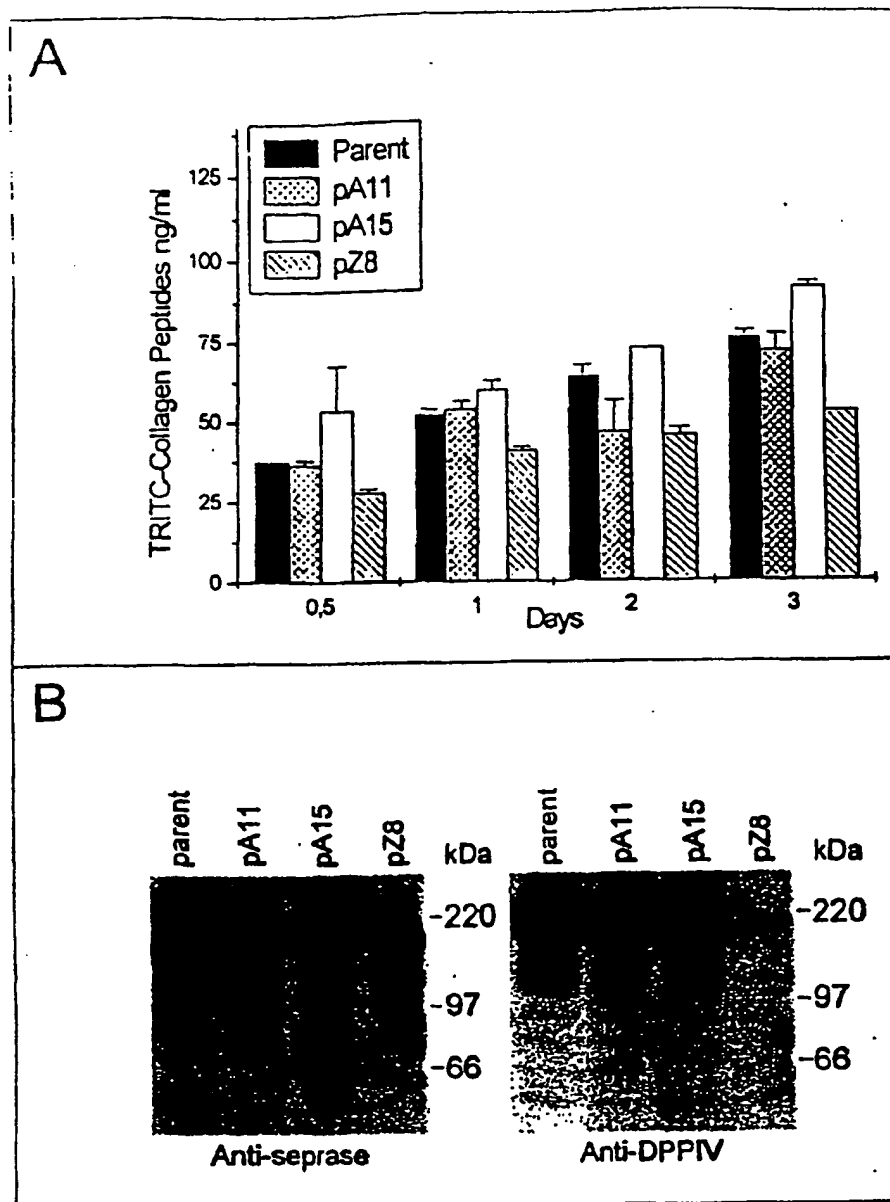 A
TRITC-Collagen Peptides ng/ml
125
100
75
50
25
0
Parent
pA11
pA15
pZ8
0,5 1 2 3
Days
B
parent pA11 pA15 pZ8 kDa
-220
-97
-66
Anti-seprase
parent pA11 pA15 pZ8 kDa
-220
-97
-66
Anti-DPPIV